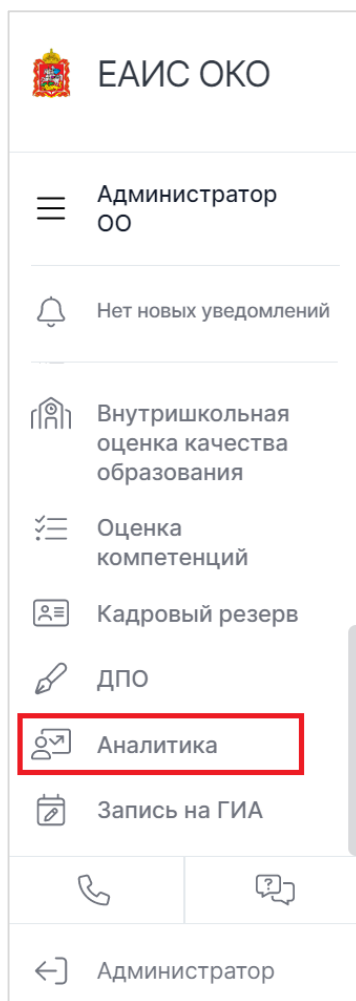 ЕАИС ОКО
Администратор
ОО
Нет новых уведомлений
Внутришкольная
оценка качества
образования
Оценка
компетенций
Кадровый резерв
ДПО
Аналитика
Запись на ГИА
Администратор